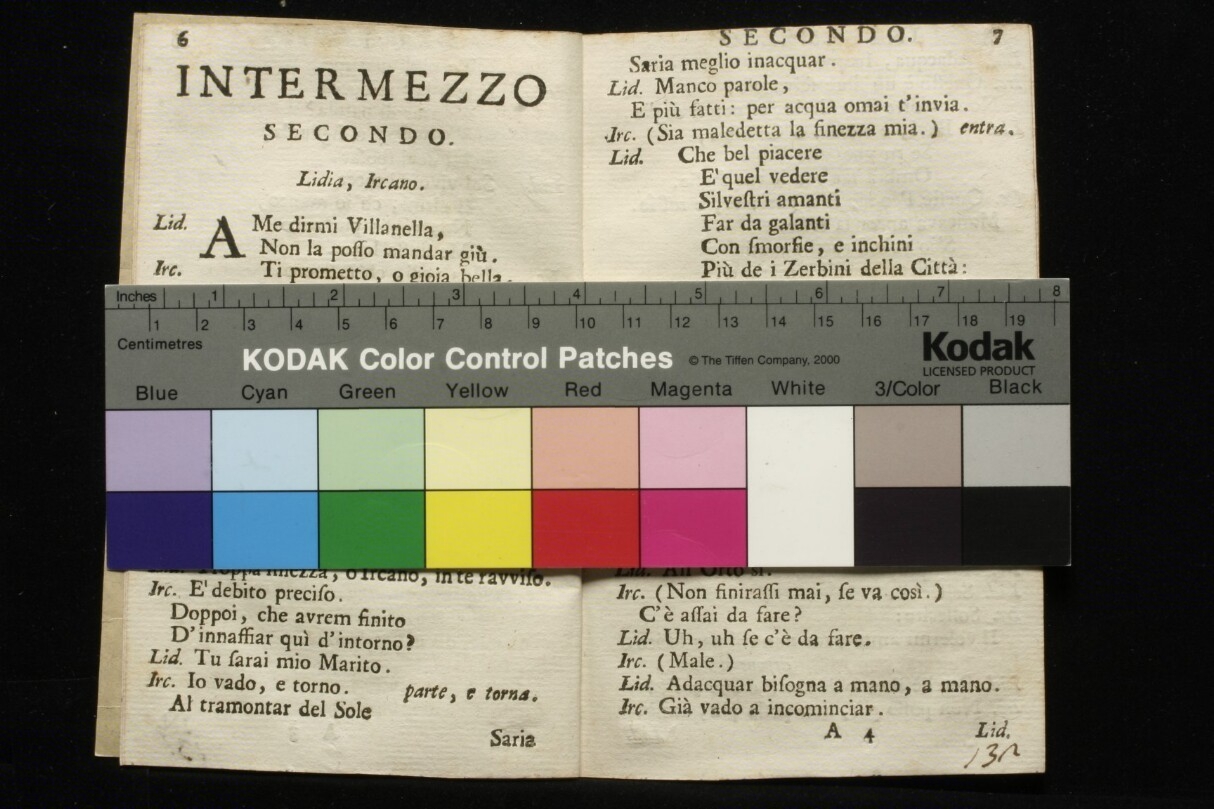 6
INTERMEZZO
SECONDO.
Lidia, Ircano.
Lid. A Me dirmi Villanella,
Non la poſſo mandar giù.
Irc. Ti prometto, o gioia bella.
Troppa finezza, o Ircano, in te ravviſo.
Irc. E' debito preciſo.
Doppoi, che avrem finito
D'innaffiar quì d'intorno?
Lid. Tu ſarai mio Marito.
Irc. Io vado, e torno. parte, e torna.
Al tramontar del Sole
Saria
SECONDO. 7
Saria meglio inacquar.
Lid. Manco parole,
E più fatti: per acqua omai t'invia.
Irc. (Sia maledetta la finezza mia.) entra.
Lid. Che bel piacere
E' quel vedere
Silveſtri amanti
Far da galanti
Con ſmorfie, e inchini
Più de i Zerbini della Città:
Orto sì.
Irc. (Non finiraſſi mai, ſe va così.)
C'è aſſai da fare?
Lid. Uh, uh ſe c'è da fare.
Irc. (Male.)
Lid. Adacquar biſogna a mano, a mano.
Irc. Già vado a incominciar.
A 4 Lid.
Inches 1 2 3 4 5 6 7 8
1 2 3 4 5 6 7 8 9 10 11 12 13 14 15 16 17 18 19
Centimetres
KODAK Color Control Patches © The Tiffen Company, 2000
Kodak
LICENSED PRODUCT
Blue Cyan Green Yellow Red Magenta White 3/Color Black